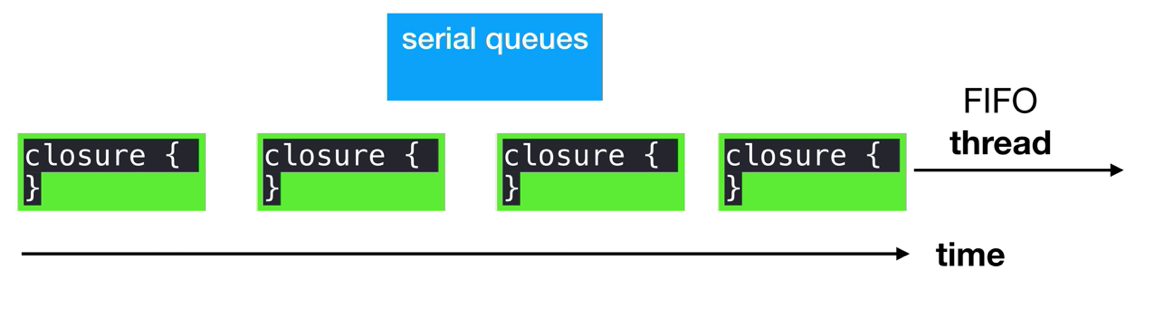 serial queues
FIFO
thread
closure {
}
closure {
}
closure {
}
closure {
}
time